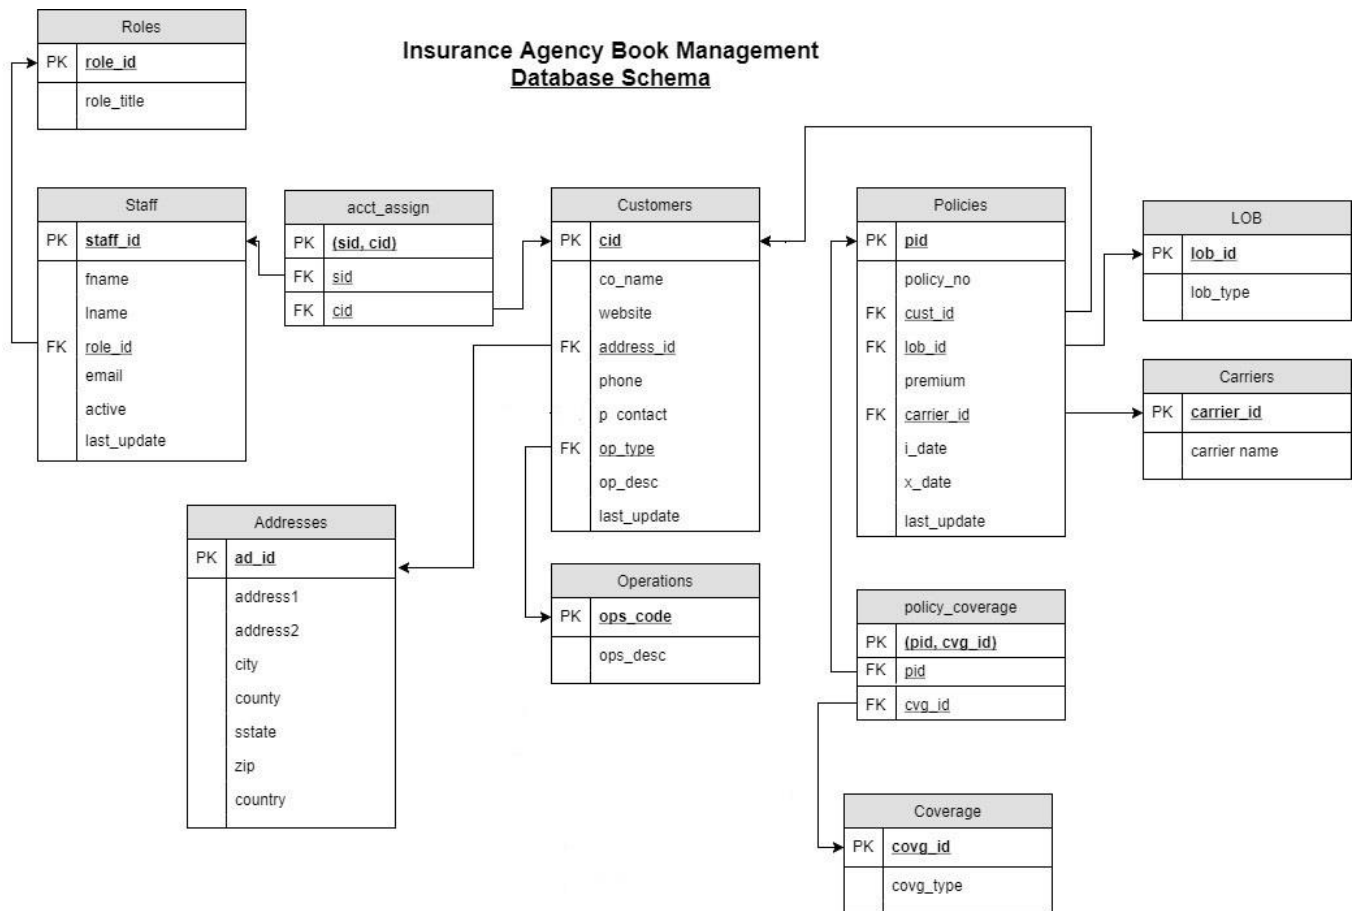 Insurance Agency Book Management
Database Schema
Roles
PK role_id
role_title
Staff
PK staff_id
fname
lname
FK role_id
email
active
last_update
acct_assign
PK (sid, cid)
FK sid
FK cid
Customers
PK cid
co_name
website
FK address_id
phone
p_contact
FK op_type
op_desc
last_update
Policies
PK pid
policy_no
FK cust_id
FK lob_id
premium
FK carrier_id
i_date
x_date
last_update
LOB
PK lob_id
lob_type
Carriers
PK carrier_id
carrier name
Addresses
PK ad_id
address1
address2
city
county
sstate
zip
country
Operations
PK ops_code
ops_desc
policy_coverage
PK (pid, cvg_id)
FK pid
FK cvg_id
Coverage
PK covg_id
covg_type